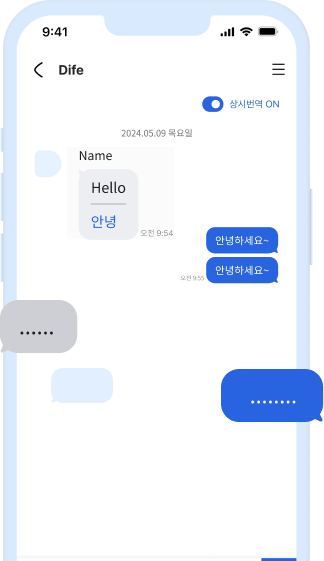 9:41
Dife
상시번역 ON
2024.05.09 목요일
Name
Hello
안녕
오전 9:54
안녕하세요~
안녕하세요~
오전 9:55
......
........